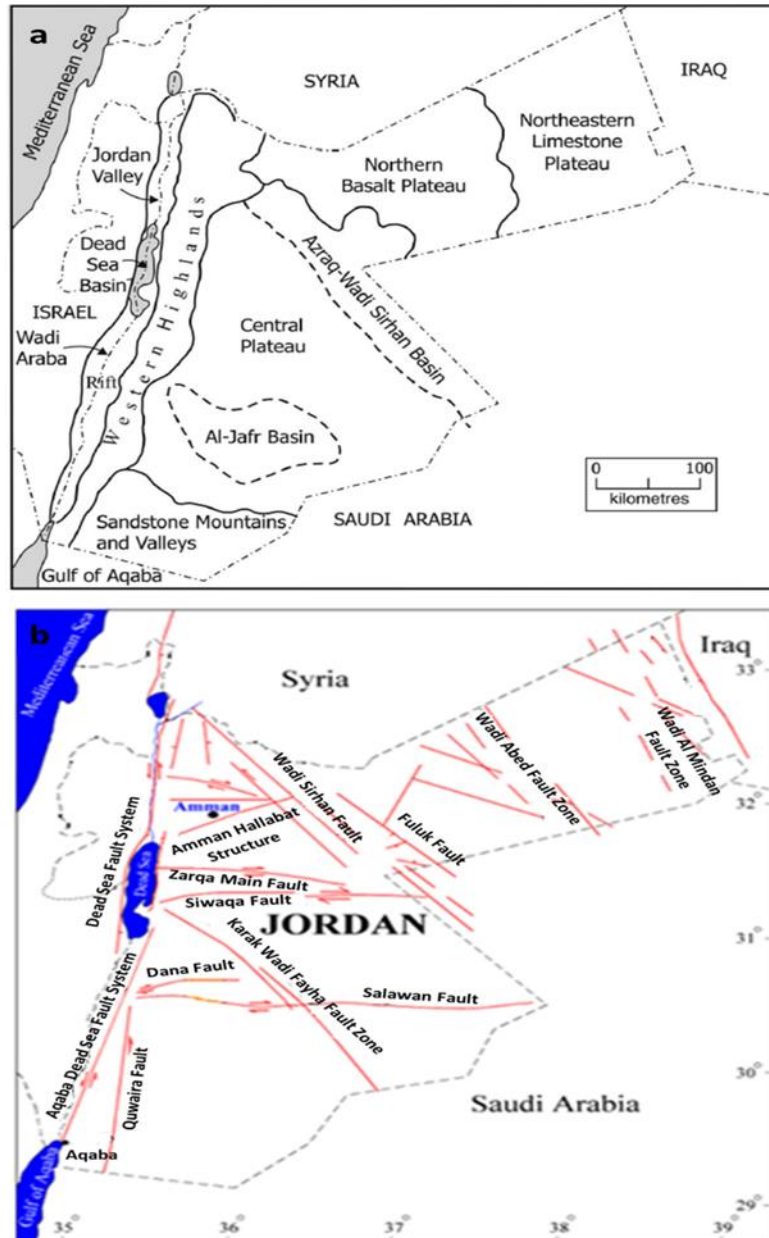 a
Mediterranean Sea
SYRIA
IRAQ
Jordan
Valley
Northern
Basalt Plateau
Northeastern
Limestone
Plateau
Dead
Sea
Basin
ISRAEL
Wadi
Araba
Rift
Western Highlands
Azraq-Wadi Sirhan Basin
Central
Plateau
Al-Jafr Basin
0 100
kilometres
Sandstone Mountains
and Valleys
SAUDI ARABIA
Gulf of Aqaba
b
Mediterranean Sea
Syria
Iraq
33°
Wadi Abed Fault Zone
Wadi Al Mindan
Fault Zone
32°
Wadi Sirhan Fault
Fuluk Fault
Amman
Amman Hallabat
Structure
Dead Sea Fault System
Dead Sea
Zarqa Main Fault
Siwaqa Fault
JORDAN
31°
Karak Wadi Fayha Fault Zone
Dana Fault
Salawan Fault
Aqaba Dead Sea Fault System
Quwaira Fault
30°
Saudi Arabia
Aqaba
Gulf of Aqaba
29°
35° 36° 37° 38° 39°